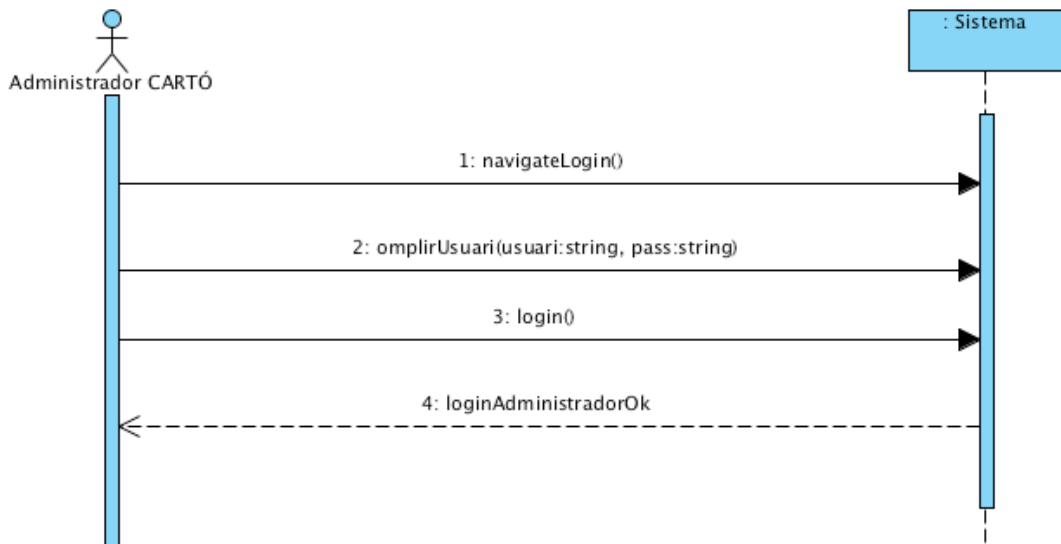 : Sistema
Administrador CARTÓ
1: navigateLogin()
2: omplirUsuari(usuari:string, pass:string)
3: login()
4: loginAdministradorOk